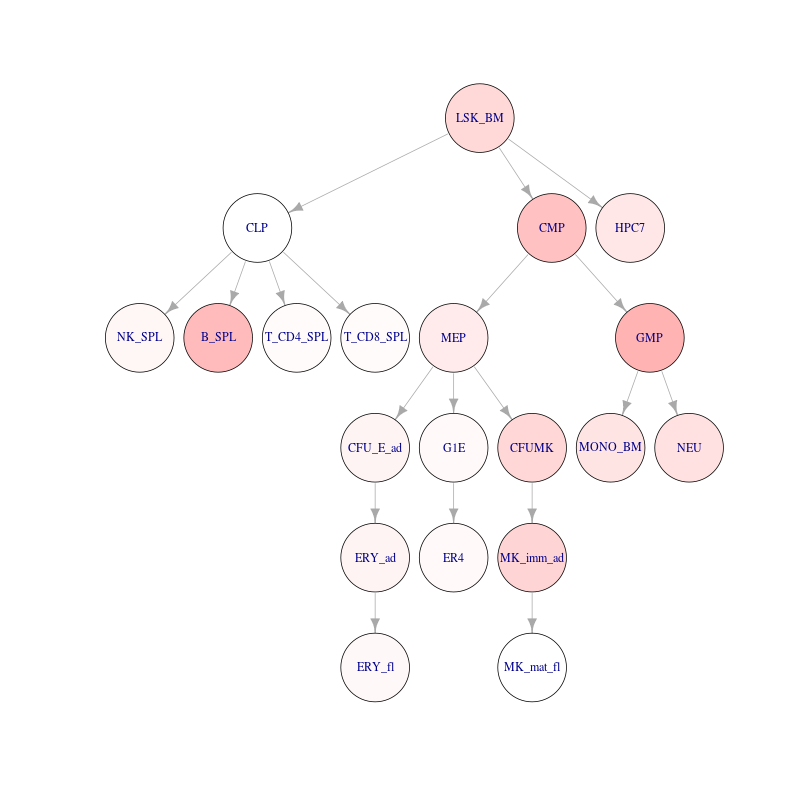 LSK_BM
CLP
CMP
HPC7
NK_SPL
B_SPL
T_CD4_SPL
T_CD8_SPL
MEP
GMP
CFU_E_ad
G1E
CFUMK
MONO_BM
NEU
ERY_ad
ER4
MK_imm_ad
ERY_fl
MK_mat_fl